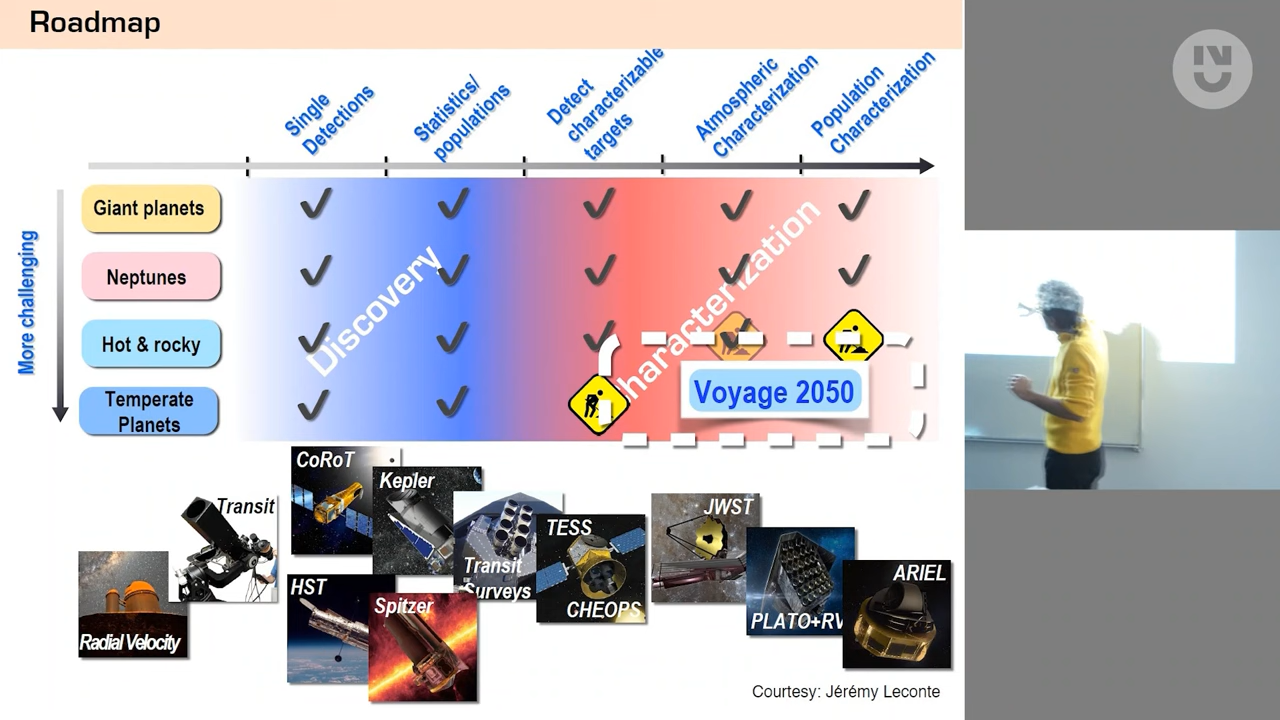 Roadmap
Single
Detections
Statistics/
populations
Detect
characterizable
targets
Atmospheric
Characterization
Population
Characterization
More challenging
Giant planets
Neptunes
Hot & rocky
Temperate
Planets
Discovery
Characterization
Voyage 2050
CoRoT
Kepler
Transit
Transit
Surveys
TESS
CHEOPS
JWST
HST
Spitzer
Radial Velocity
PLATO+RV
ARIEL
Courtesy: Jérémy Leconte